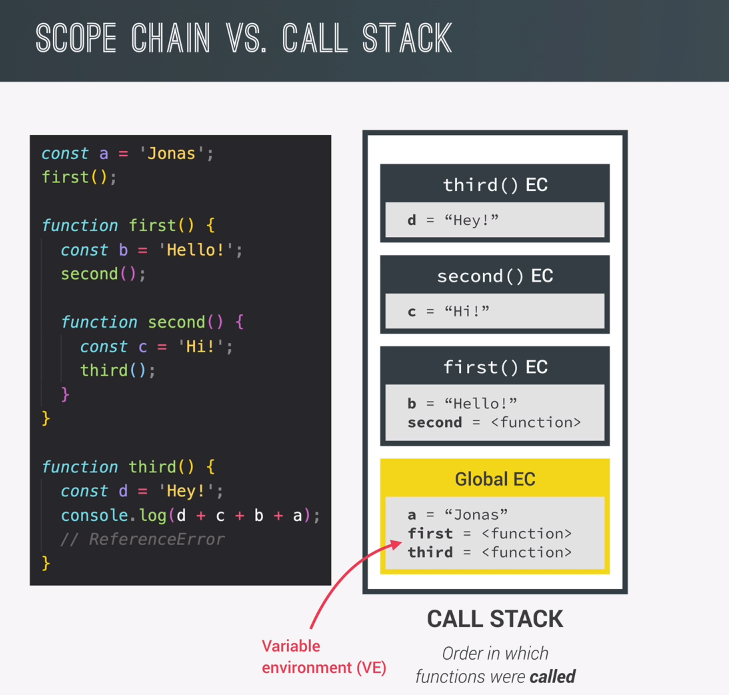 SCOPE CHAIN VS. CALL STACK
const a = 'Jonas';
first();
function first() {
const b = 'Hello!';
second();
function second() {
const c = 'Hi!';
third();
}
}
function third() {
const d = 'Hey!';
console.log(d + c + b + a);
// ReferenceError
}
third() EC
d = “Hey!”
second() EC
c = “Hi!”
first() EC
b = “Hello!”
second = <function>
Global EC
a = “Jonas”
first = <function>
third = <function>
Variable
environment (VE)
CALL STACK
Order in which
functions were called